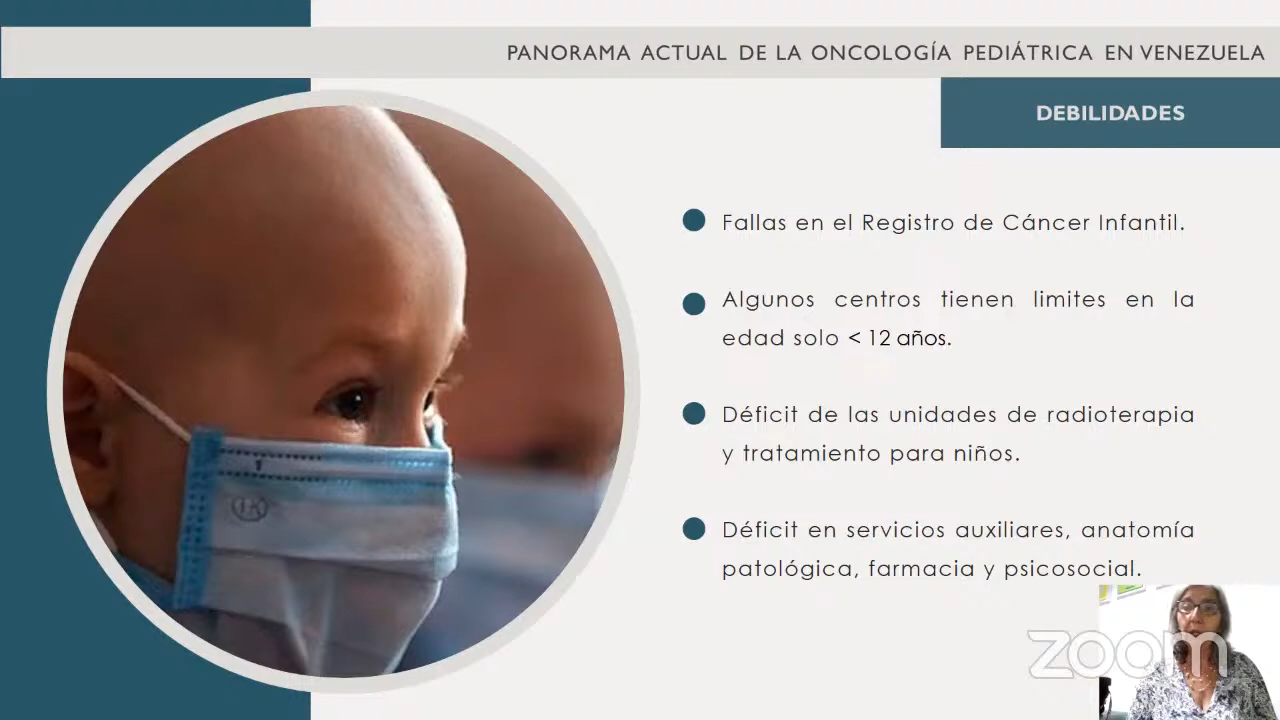 PANORAMA ACTUAL DE LA ONCOLOGÍA PEDIÁTRICA EN VENEZUELA
DEBILIDADES
Fallas en el Registro de Cáncer Infantil.
Algunos centros tienen limites en la
edad solo < 12 años.
Déficit de las unidades de radioterapia
y tratamiento para niños.
Déficit en servicios auxiliares, anatomía
patológica, farmacia y psicosocial.
zoom